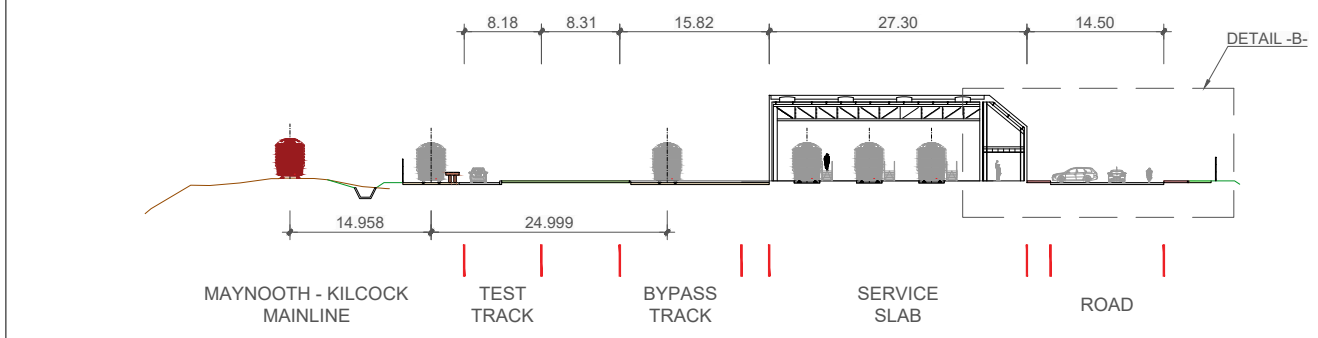 8.18
8.31
15.82
27.30
14.50
DETAIL -B-
14.958
24.999
MAYNOOTH - KILCOCK
MAINLINE
TEST
TRACK
BYPASS
TRACK
SERVICE
SLAB
ROAD